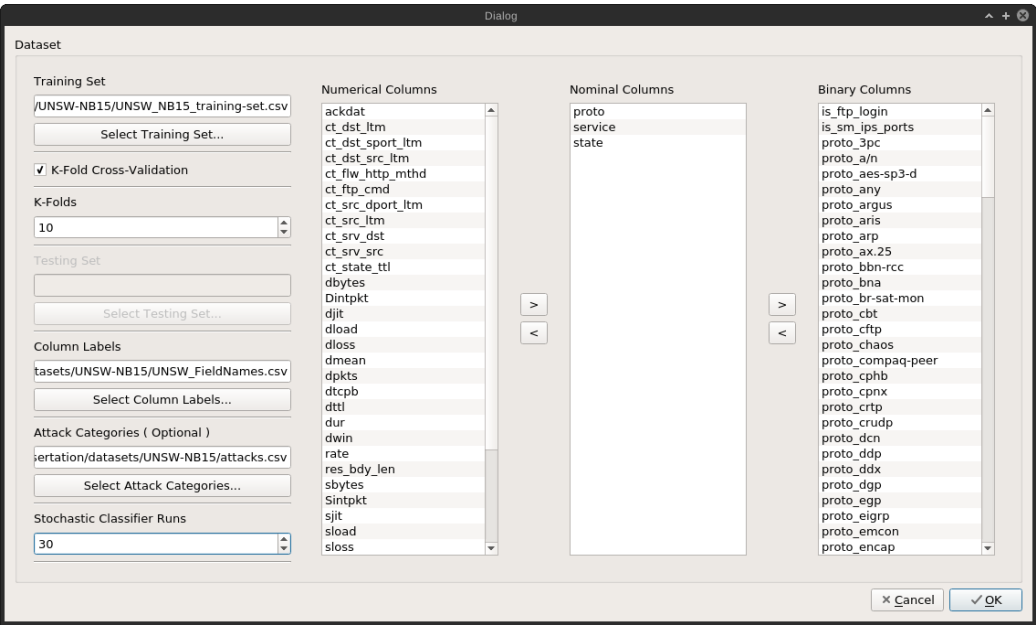 Dialog
Dataset
Training Set
/UNSW-NB15/UNSW_NB15_training-set.csv
Select Training Set...
K-Fold Cross-Validation
K-Folds
10
Testing Set
Select Testing Set...
Column Labels
tasets/UNSW-NB15/UNSW_FieldNames.csv
Select Column Labels...
Attack Categories ( Optional )
sertation/datasets/UNSW-NB15/attacks.csv
Select Attack Categories...
Stochastic Classifier Runs
30
Numerical Columns
ackdat
ct_dst_ltm
ct_dst_sport_ltm
ct_dst_src_ltm
ct_flw_http_mthd
ct_ftp_cmd
ct_src_dport_ltm
ct_src_ltm
ct_srv_dst
ct_srv_src
ct_state_ttl
dbytes
Dintpkt
djit
dload
dloss
dmean
dpkts
dtcpb
dttl
dur
dwin
rate
res_bdy_len
sbytes
Sintpkt
sjit
sload
sloss
>
<
Nominal Columns
proto
service
state
>
<
Binary Columns
is_ftp_login
is_sm_ips_ports
proto_3pc
proto_a/n
proto_aes-sp3-d
proto_any
proto_argus
proto_aris
proto_arp
proto_ax.25
proto_bbn-rcc
proto_bna
proto_br-sat-mon
proto_cbt
proto_cftp
proto_chaos
proto_compaq-peer
proto_cphb
proto_cpnx
proto_crtp
proto_crudp
proto_dcn
proto_ddp
proto_ddx
proto_dgp
proto_egp
proto_eigrp
proto_emcon
proto_encap
Cancel
OK